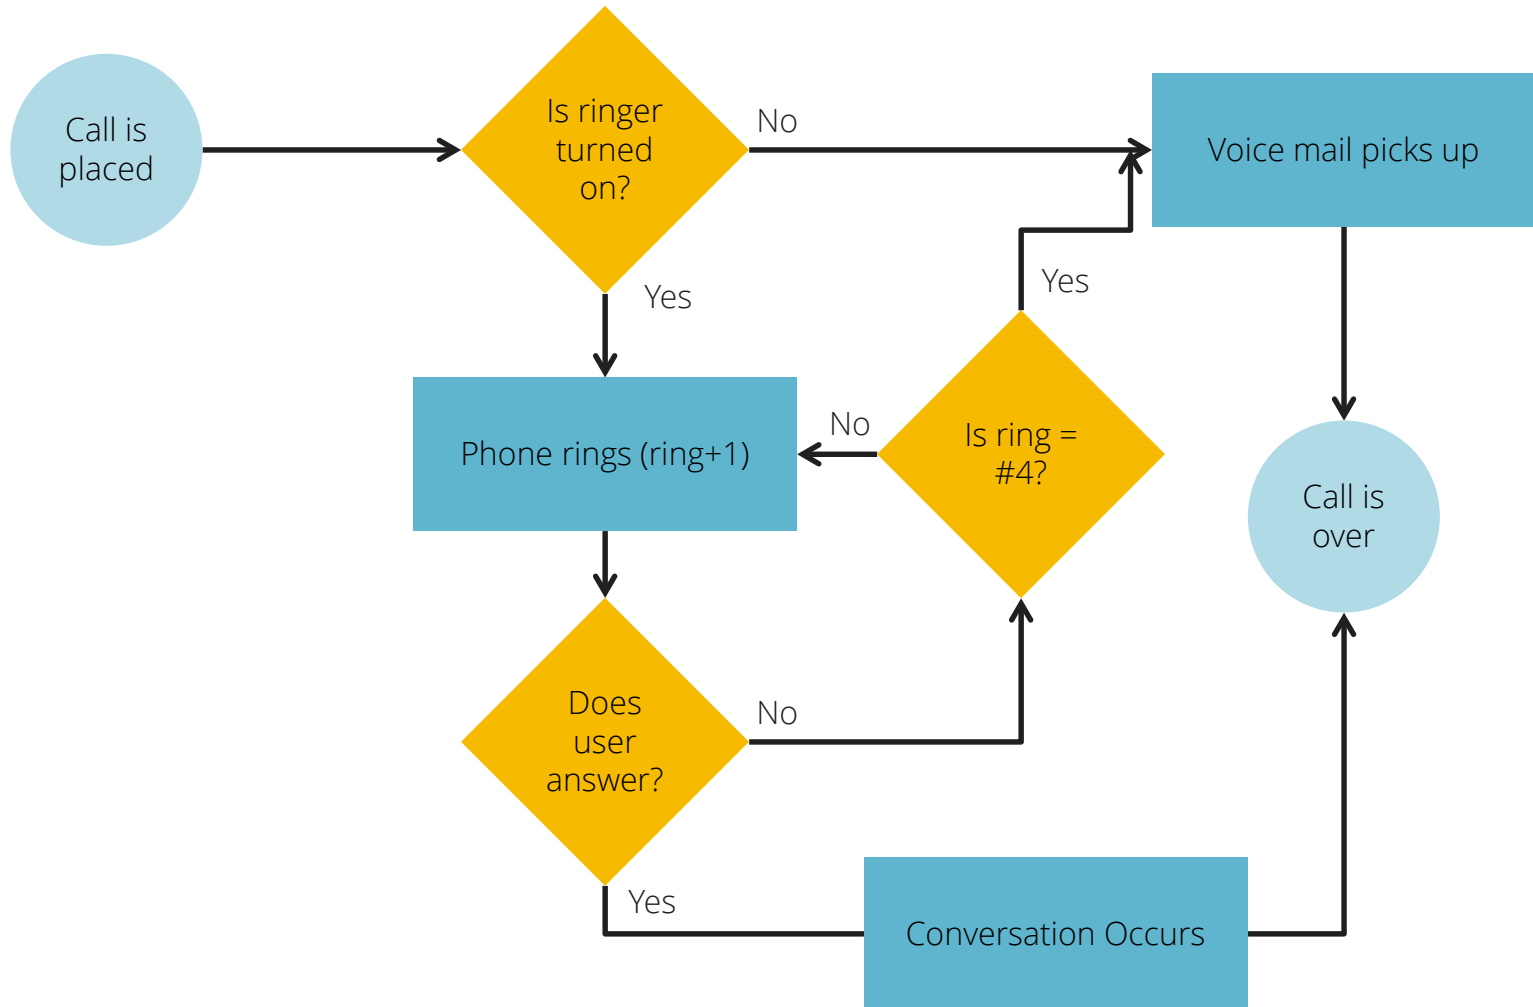 Call is
placed
Is ringer
turned
on?
No
Voice mail picks up
Yes
Yes
Phone rings (ring+1)
No
Is ring =
#4?
Call is
over
Does
user
answer?
No
Yes
Conversation Occurs